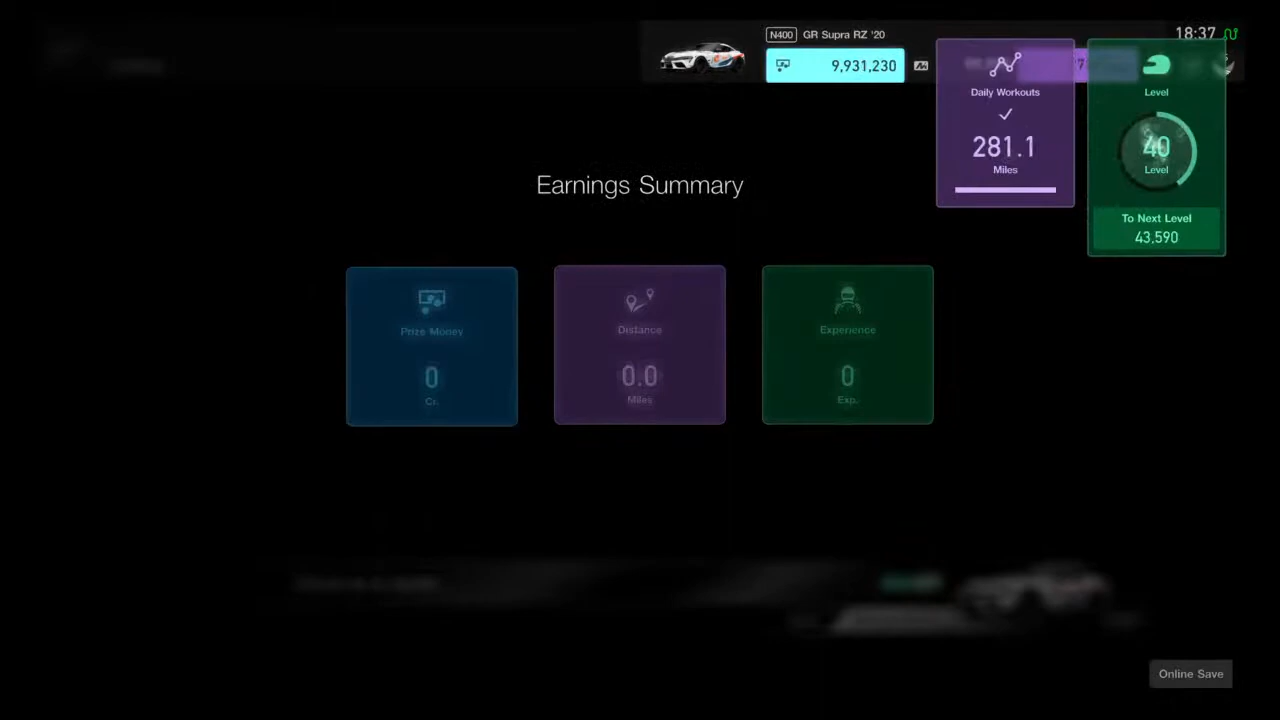 N400 GR Supra RZ '20
18:37
9,931,230
Daily Workouts
281.1
Miles
Level
40
Level
To Next Level
43,590
Earnings Summary
Prize Money
0
Cr.
Distance
0.0
Miles
Experience
0
Exp.
Online Save